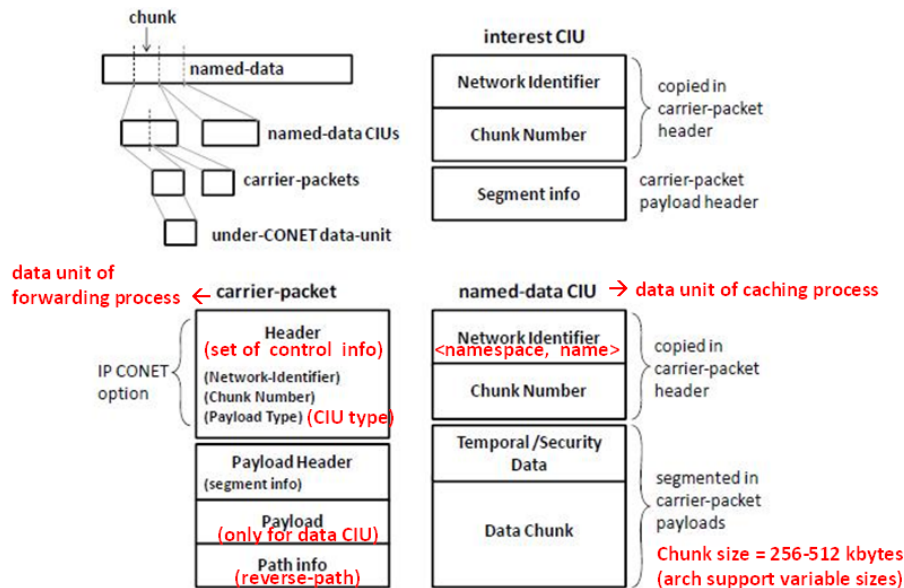 chunk
named-data
named-data CIUs
carrier-packets
under-CONET data-unit
interest CIU
Network Identifier
Chunk Number
copied in
carrier-packet
header
Segment info
carrier-packet
payload header
data unit of
forwarding process ← carrier-packet
Header
(set of control info)
(Network-Identifier)
(Chunk Number)
(Payload Type) (CIU type)
IP CONET
option
Payload Header
(segment info)
Payload
(only for data CIU)
Path info
(reverse-path)
named-data CIU → data unit of caching process
Network Identifier
<namespace, name>
Chunk Number
copied in
carrier-packet
header
Temporal /Security
Data
Data Chunk
segmented in
carrier-packet
payloads
Chunk size = 256-512 kbytes
(arch support variable sizes)